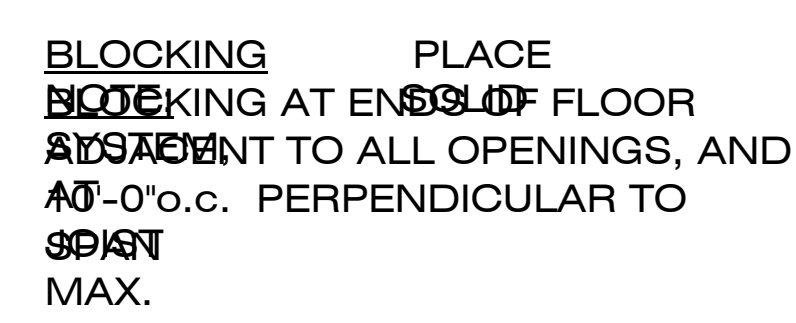 BLOCKING PLACE
NOTE: SOLID
BLOCKING AT ENDS OF FLOOR
SYSTEM,
ADJACENT TO ALL OPENINGS, AND
AT
10'-0"o.c. PERPENDICULAR TO
JOIST
SPAN
MAX.